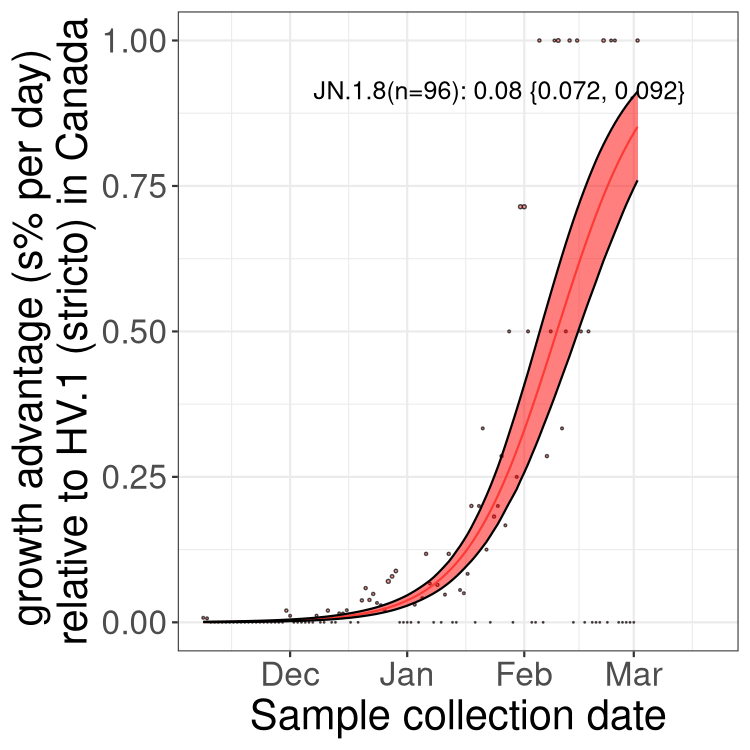 growth advantage (s% per day)
relative to HV.1 (stricto) in Canada
1.00
0.75
0.50
0.25
0.00
JN.1.8(n=96): 0.08 {0.072, 0.092}
Dec Jan Feb Mar
Sample collection date